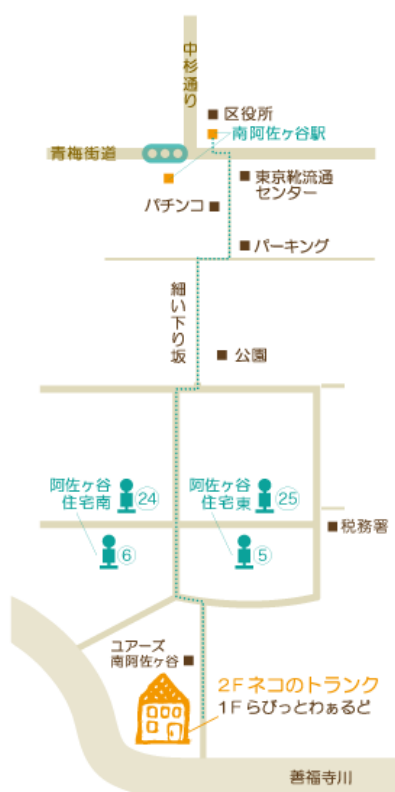 中杉通り
区役所
南阿佐ヶ谷駅
青梅街道
東京靴流通
センター
パチンコ
パーキング
細い下り坂
公園
阿佐ヶ谷
住宅南
24
阿佐ヶ谷
住宅東
25
税務署
6
5
ユアーズ
南阿佐ヶ谷
2F ネコのトランク
1F らびっとわぁるど
善福寺川